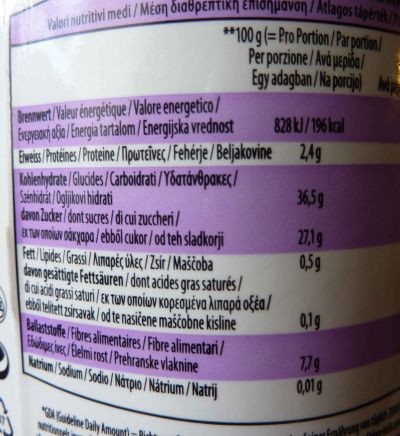 Valori nutritivi medi / Μέση διαθρεπτική επισήμανση / Átlagos tápérték /
**100 g (= Pro Portion / Par portion /
Per porzione / Ανά μερίδα /
Egy adagban / Na porcijo)
Brennwert / Valeur énergétique / Valore energetico /
Ενεργειακή αξία / Energia tartalom / Energijska vrednost 828 kJ / 196 kcal
Eiweiss / Protéines / Proteine / Πρωτεΐνες / Fehérje / Beljakovine 2,4 g
Kohlenhydrate / Glucides / Carboidrati / Υδατάνθρακες /
Szénhidrát / Ogljikovi hidrati 36,5 g
davon Zucker / dont sucres / di cui zuccheri /
εκ των οποίων σάκχαρα / ebből cukor / od teh sladkorji 27,1 g
Fett / Lipides / Grassi / Λιπαρές ύλες / Zsír / Maščoba 0,5 g
davon gesättigte Fettsäuren / dont acides gras saturés /
di cui acidi grassi saturi / εκ των οποίων κορεσμένα λιπαρά οξέα /
ebből telített zsírsavak / od te nasičene maščobne kisline 0,1 g
Ballaststoffe / Fibres alimentaires / Fibre alimentari /
Εδώδιμες ίνες / Élelmi rost / Prehranske vlaknine 7,7 g
Natrium / Sodium / Sodio / Νάτριο / Nátrium / Natrij 0,01 g
*GDA (Guideline Daily Amount) = Ernährung von täglich